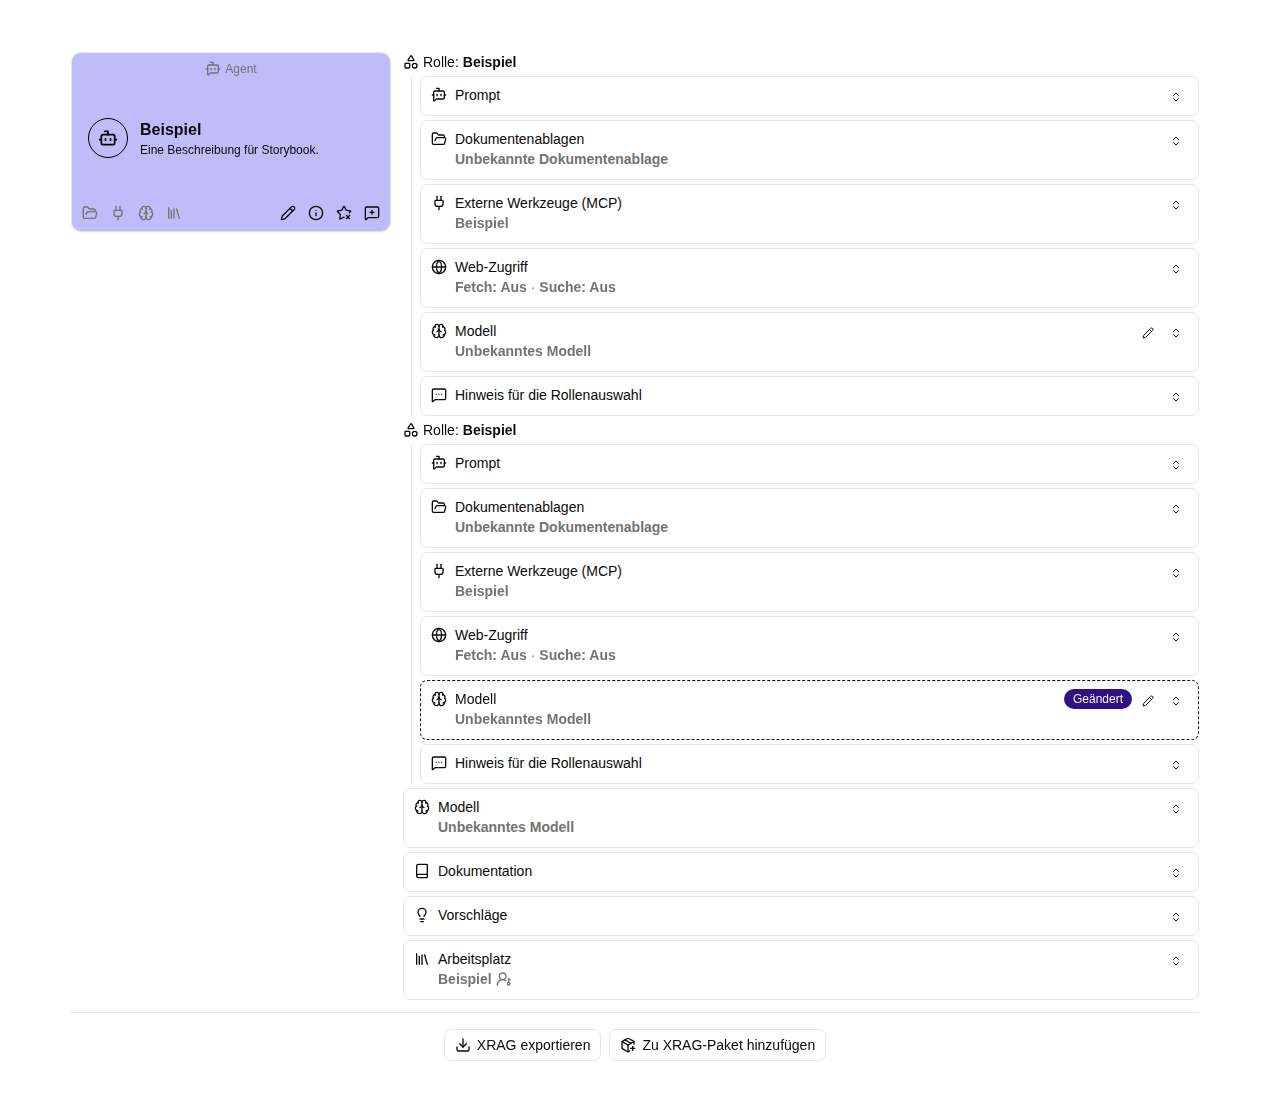 Agent
Beispiel
Eine Beschreibung für Storybook.
Rolle: Beispiel
Prompt
Dokumentenablagen
Unbekannte Dokumentenablage
Externe Werkzeuge (MCP)
Beispiel
Web-Zugriff
Fetch: Aus · Suche: Aus
Modell
Unbekanntes Modell
Hinweis für die Rollenauswahl
Rolle: Beispiel
Prompt
Dokumentenablagen
Unbekannte Dokumentenablage
Externe Werkzeuge (MCP)
Beispiel
Web-Zugriff
Fetch: Aus · Suche: Aus
Modell Geändert
Unbekanntes Modell
Hinweis für die Rollenauswahl
Modell
Unbekanntes Modell
Dokumentation
Vorschläge
Arbeitsplatz
Beispiel
XRAG exportieren Zu XRAG-Paket hinzufügen